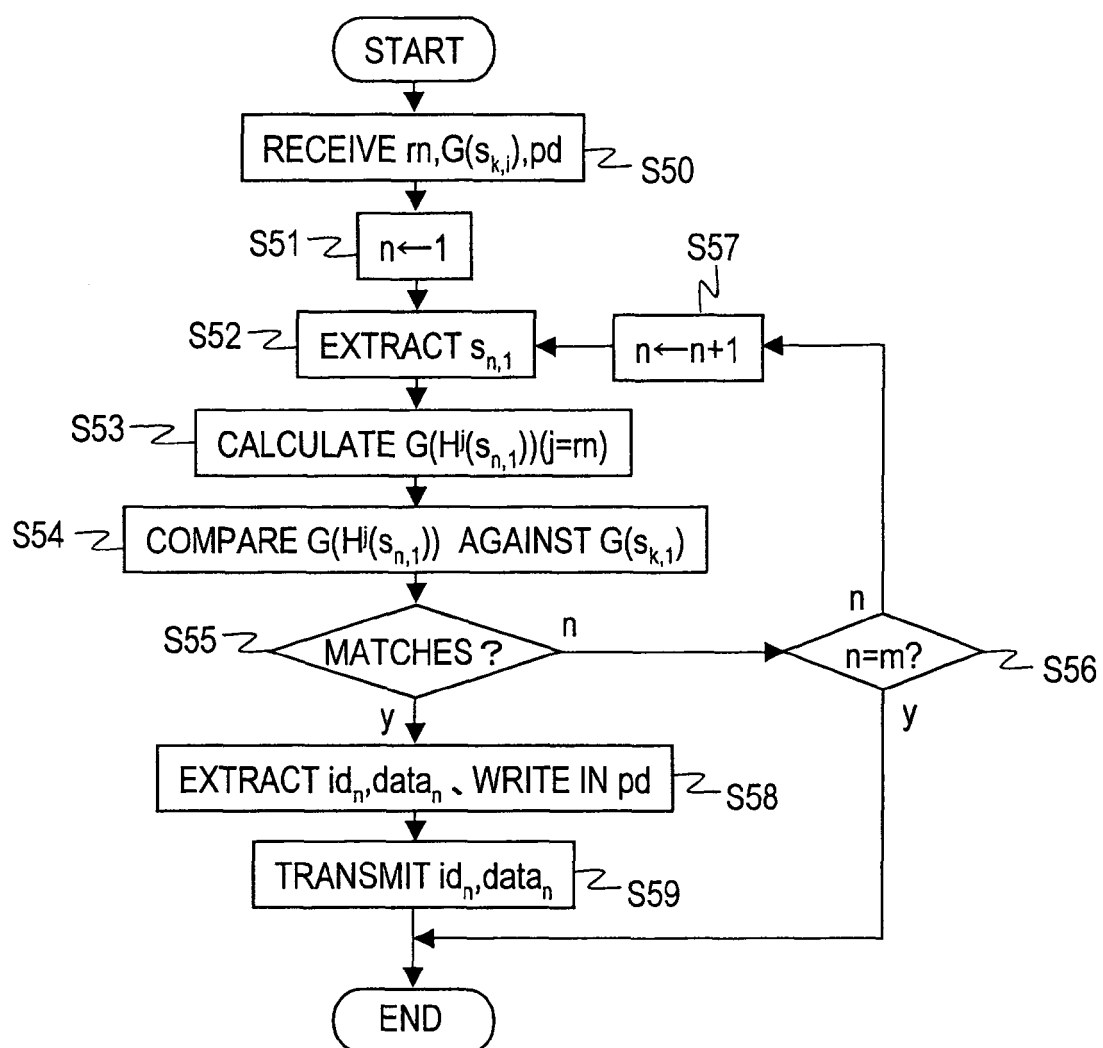 START
RECEIVE rn,G(s_{k,i}),pd
S50
S51
n←1
S57
S52
EXTRACT s_{n,1}
n←n+1
S53
CALCULATE G(H^j(s_{n,1}))(j=rn)
S54
COMPARE G(H^j(s_{n,1})) AGAINST G(s_{k,1})
S55
MATCHES ?
n
n
n=m?
S56
y
y
EXTRACT id_n,data_n、WRITE IN pd
S58
TRANSMIT id_n,data_n
S59
END